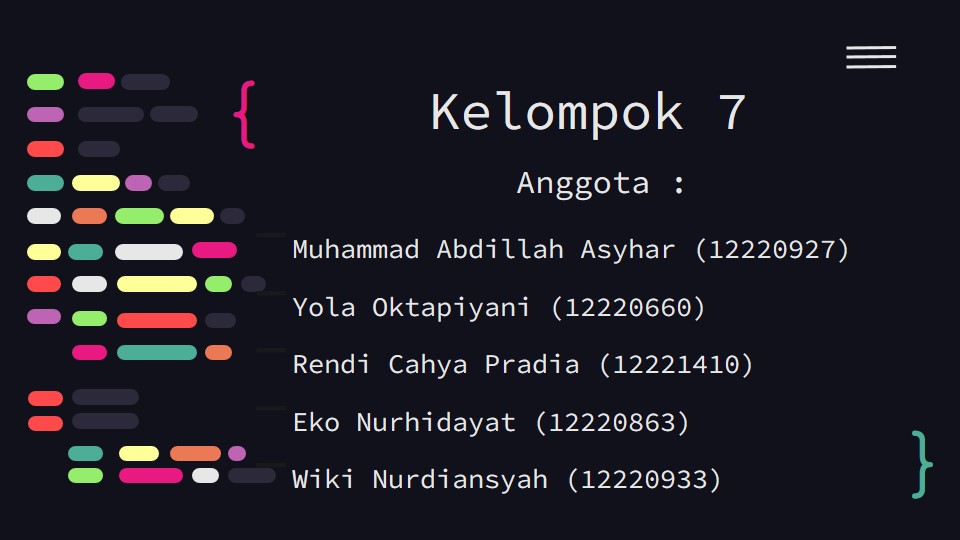 Kelompok 7
Anggota :
Muhammad Abdillah Asyhar (12220927)
Yola Oktapiyani (12220660)
Rendi Cahya Pradia (12221410)
Eko Nurhidayat (12220863)
Wiki Nurdiansyah (12220933)